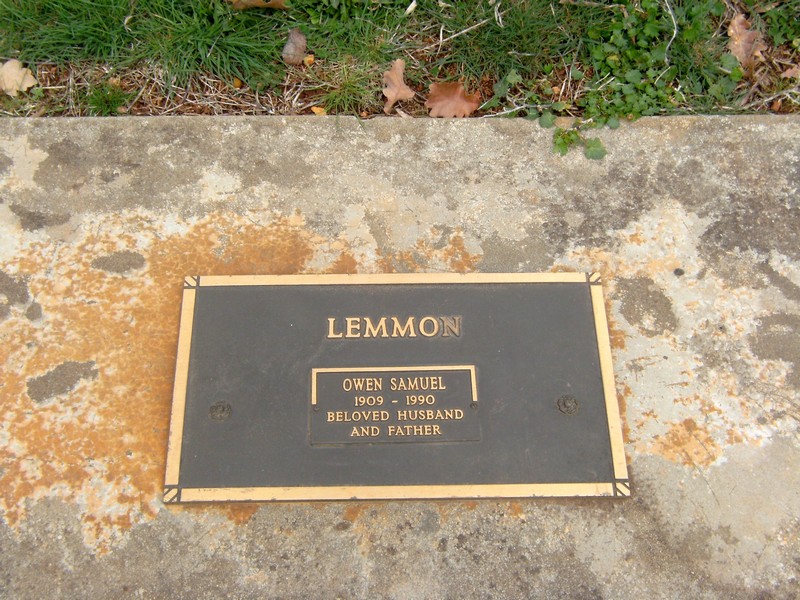 LEMMON
OWEN SAMUEL
1909 - 1990
BELOVED HUSBAND
AND FATHER